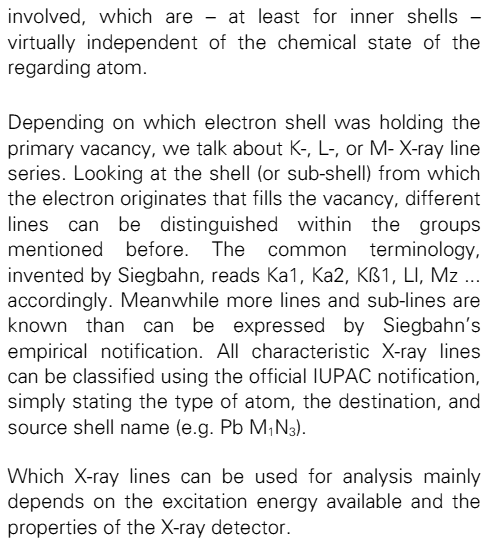 involved, which are – at least for inner shells –
virtually independent of the chemical state of the
regarding atom.
Depending on which electron shell was holding the
primary vacancy, we talk about K-, L-, or M- X-ray line
series. Looking at the shell (or sub-shell) from which
the electron originates that fills the vacancy, different
lines can be distinguished within the groups
mentioned before. The common terminology,
invented by Siegbahn, reads Ka1, Ka2, Kß1, Ll, Mz ...
accordingly. Meanwhile more lines and sub-lines are
known than can be expressed by Siegbahn's
empirical notification. All characteristic X-ray lines
can be classified using the official IUPAC notification,
simply stating the type of atom, the destination, and
source shell name (e.g. Pb M₁N₃).
Which X-ray lines can be used for analysis mainly
depends on the excitation energy available and the
properties of the X-ray detector.